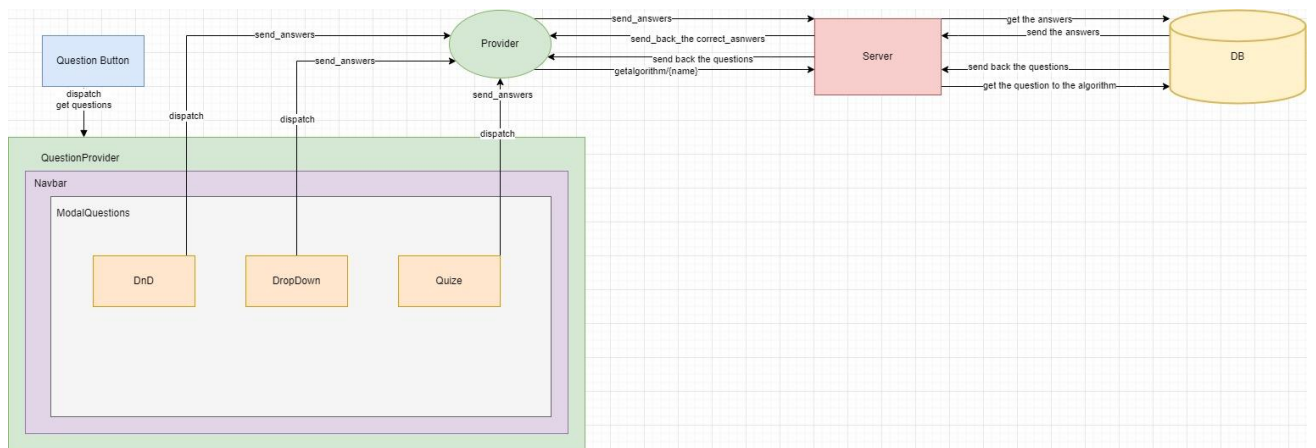 send_answers
get the answers
send_answers
send_back_the correct_asnwers
send the answers
Question Button
Provider
send_answers
send back the questions
Server
send back the questions
DB
getalgorithm/{name}
get the question to the algorithm
dispatch
get questions
send_answers
dispatch
dispatch
dispatch
QuestionProvider
Navbar
ModalQuestions
DnD
DropDown
Quize